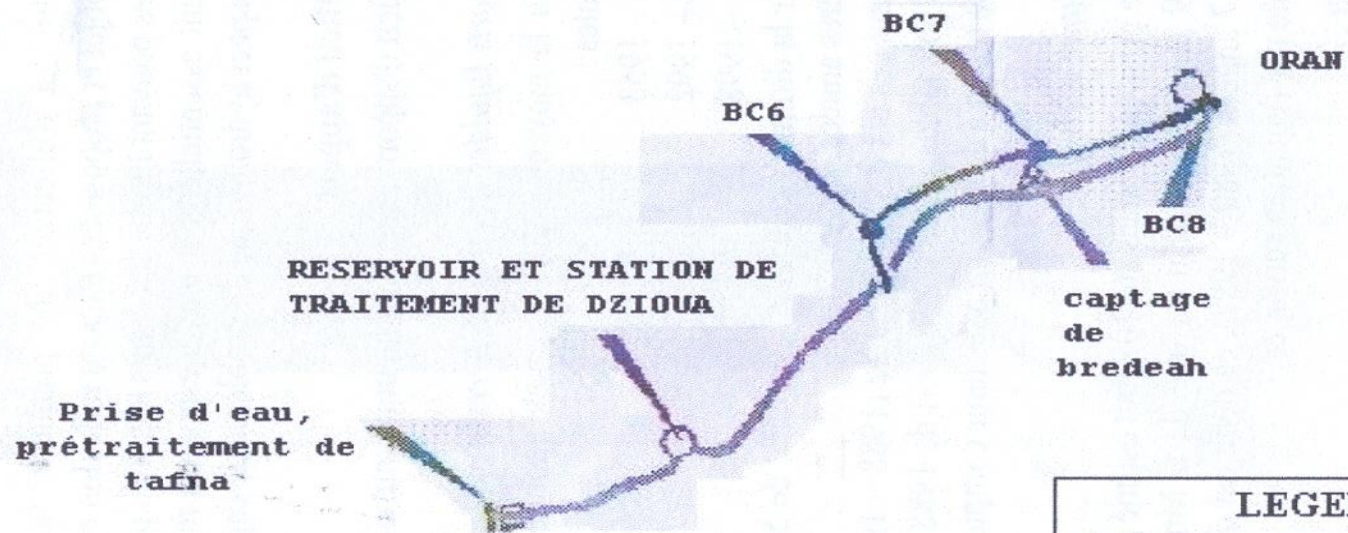 BC7
ORAN
BC6
BC8
RESERVOIR ET STATION DE
TRAITEMENT DE DZIOUA
captage
de
bredeah
Prise d'eau,
prétraitement de
tafna